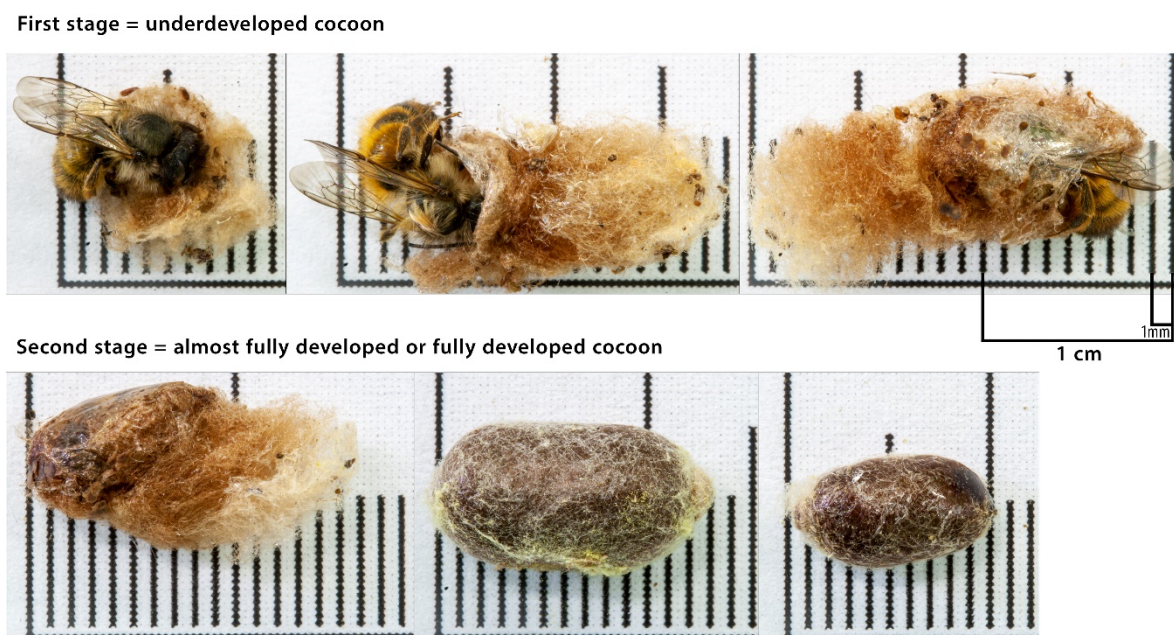 First stage = underdeveloped cocoon
1mm
1 cm
Second stage = almost fully developed or fully developed cocoon